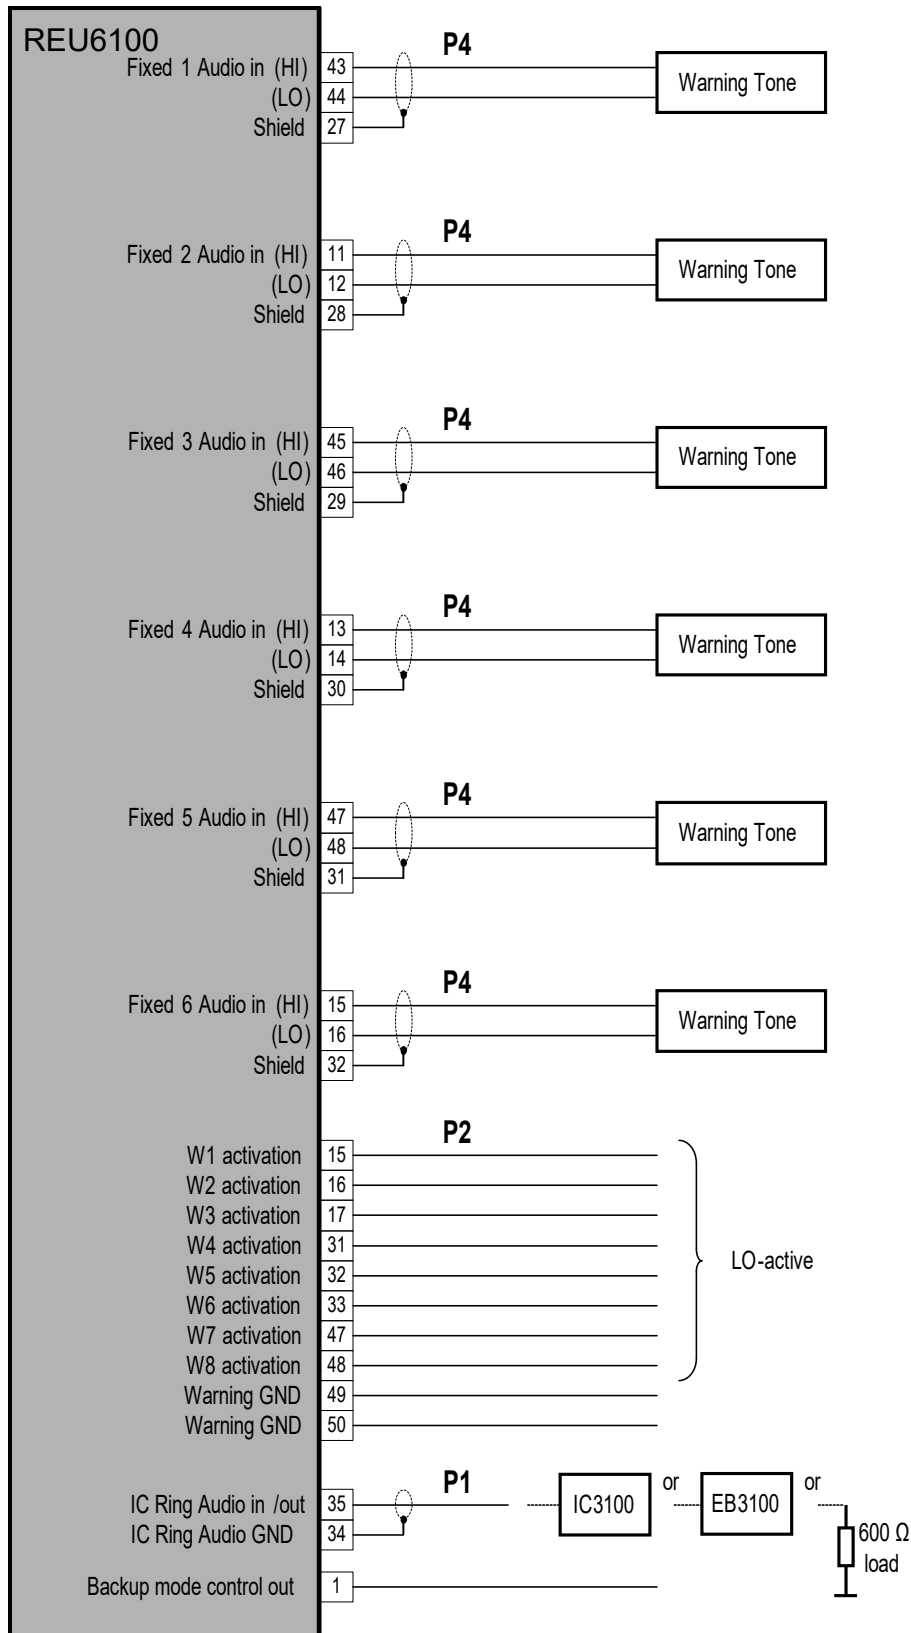 REU6100
P4
Fixed 1 Audio in (HI) 43
Warning Tone
(LO) 44
Shield 27
P4
Fixed 2 Audio in (HI) 11
Warning Tone
(LO) 12
Shield 28
P4
Fixed 3 Audio in (HI) 45
Warning Tone
(LO) 46
Shield 29
P4
Fixed 4 Audio in (HI) 13
Warning Tone
(LO) 14
Shield 30
P4
Fixed 5 Audio in (HI) 47
Warning Tone
(LO) 48
Shield 31
P4
Fixed 6 Audio in (HI) 15
Warning Tone
(LO) 16
Shield 32
P2
W1 activation 15
W2 activation 16
W3 activation 17
W4 activation 31
LO-active
W5 activation 32
W6 activation 33
W7 activation 47
W8 activation 48
Warning GND 49
Warning GND 50
P1
or
or
IC Ring Audio in /out 35
IC3100
EB3100
IC Ring Audio GND 34
600 Ω
load
Backup mode control out 1